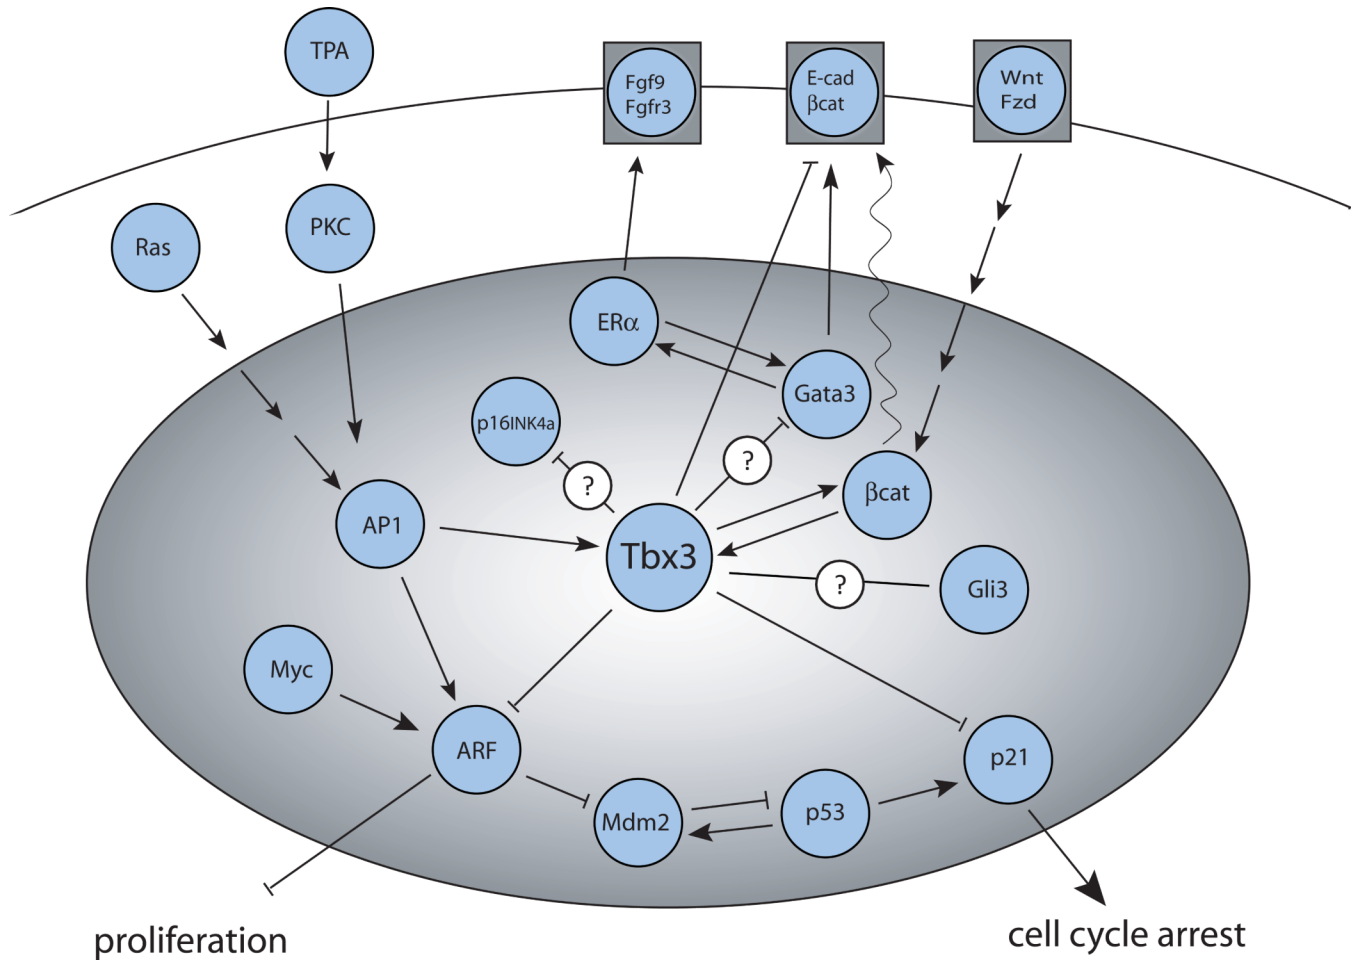 TPA
Fgf9
Fgfr3
E-cad
βcat
Wnt
Fzd
PKC
Ras
ERα
Gata3
p16INK4a
?
?
βcat
AP1
Tbx3
?
Gli3
Myc
ARF
p21
Mdm2
p53
proliferation
cell cycle arrest